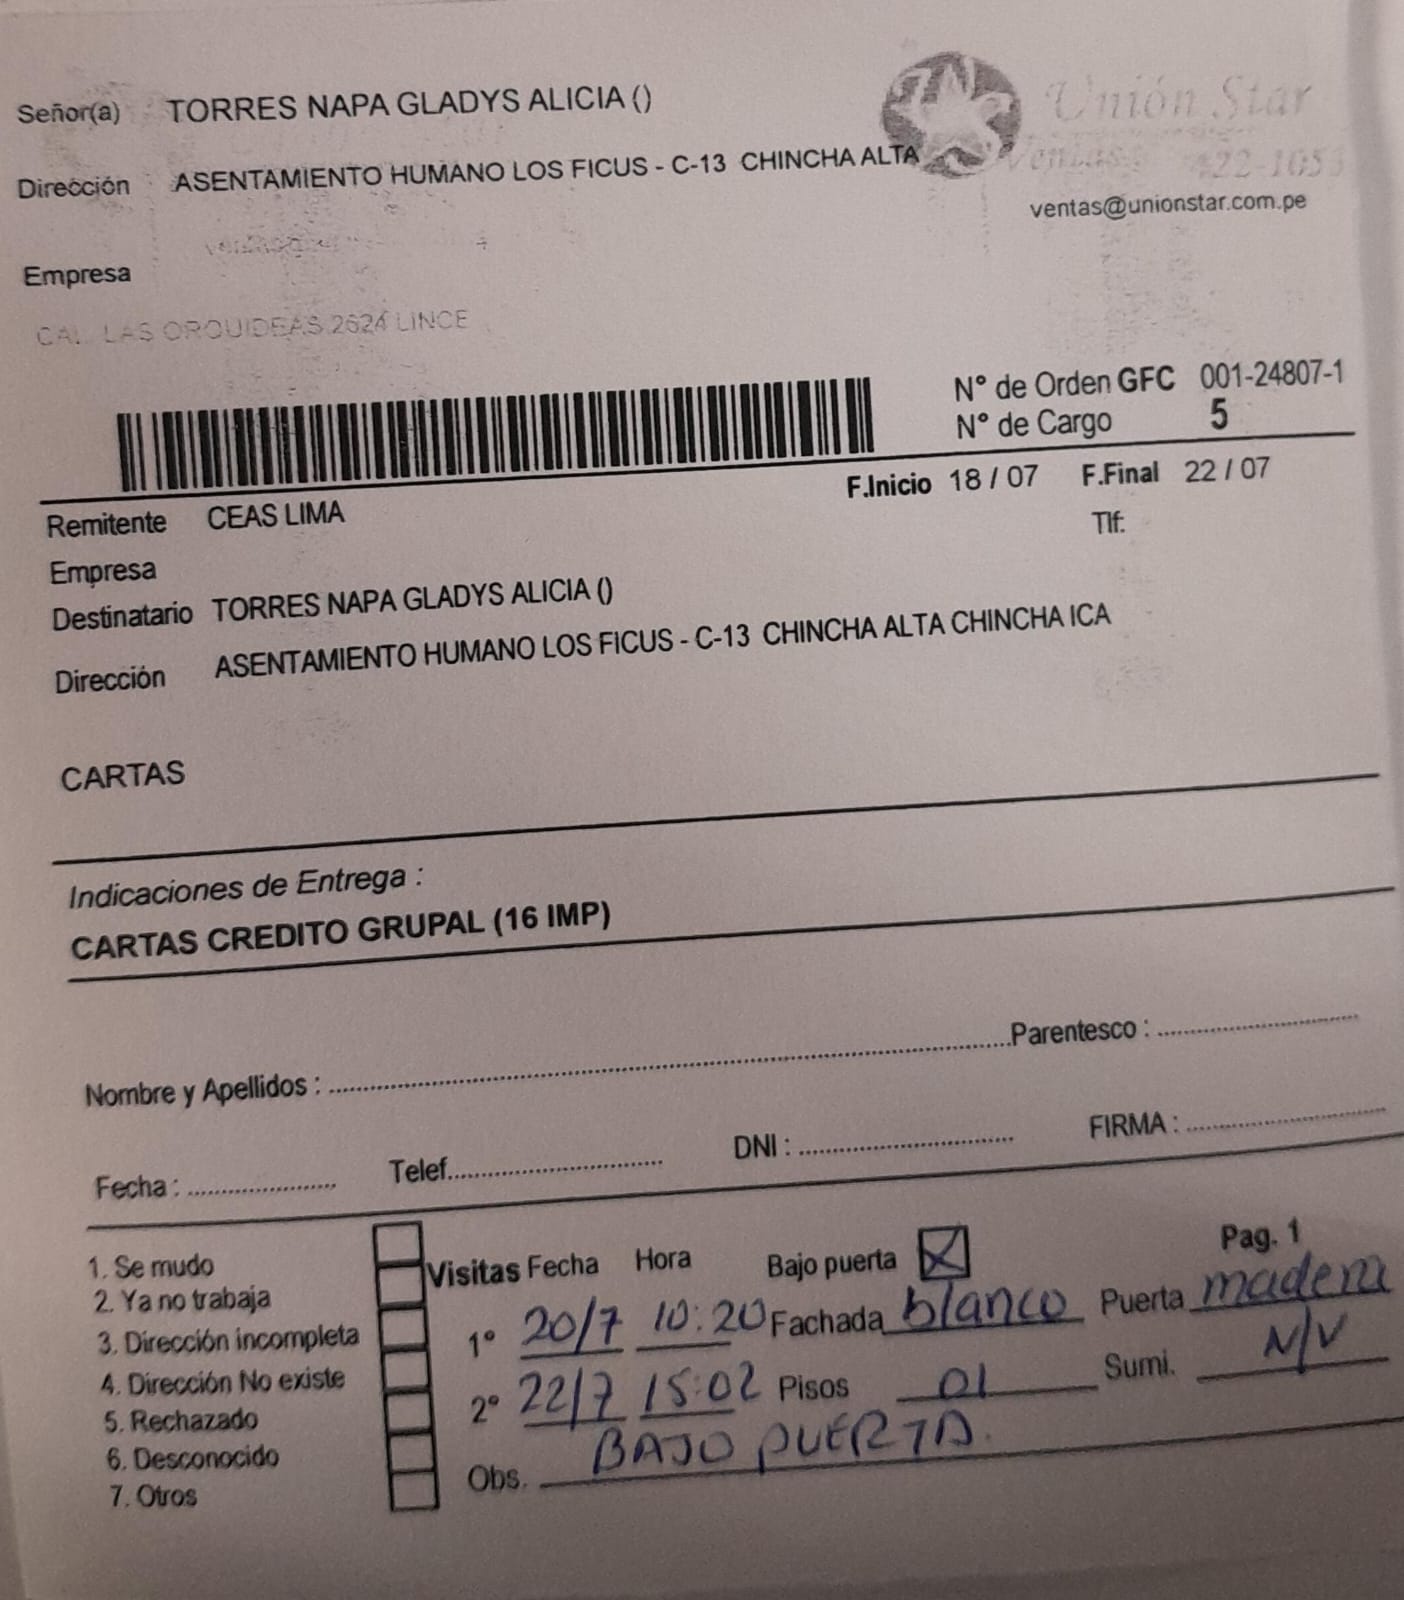 Señor(a) TORRES NAPA GLADYS ALICIA ()
Unión Star
Dirección : ASENTAMIENTO HUMANO LOS FICUS - C-13 CHINCHA ALTA
Ventas: 422-1053
ventas@unionstar.com.pe
Empresa
CAL. LAS ORQUIDEAS 2624 LINCE
N° de Orden GFC 001-24807-1
N° de Cargo 5
F.Inicio 18 / 07 F.Final 22 / 07
Remitente CEAS LIMA
Tlf:
Empresa
Destinatario TORRES NAPA GLADYS ALICIA ()
Dirección ASENTAMIENTO HUMANO LOS FICUS - C-13 CHINCHA ALTA CHINCHA ICA
CARTAS
Indicaciones de Entrega :
CARTAS CREDITO GRUPAL (16 IMP)
Nombre y Apellidos : Parentesco :
Fecha : Telef. DNI : FIRMA :
Pag. 1
1. Se mudo
2. Ya no trabaja
3. Dirección incompleta
4. Dirección No existe
5. Rechazado
6. Desconocido
7. Otros
Visitas Fecha Hora Bajo puerta X
1° 20/7 10:20 Fachada blanco Puerta madera
2° 22/7 15:02 Pisos 01 Sumi. N/V
Obs. BAJO PUERTA.